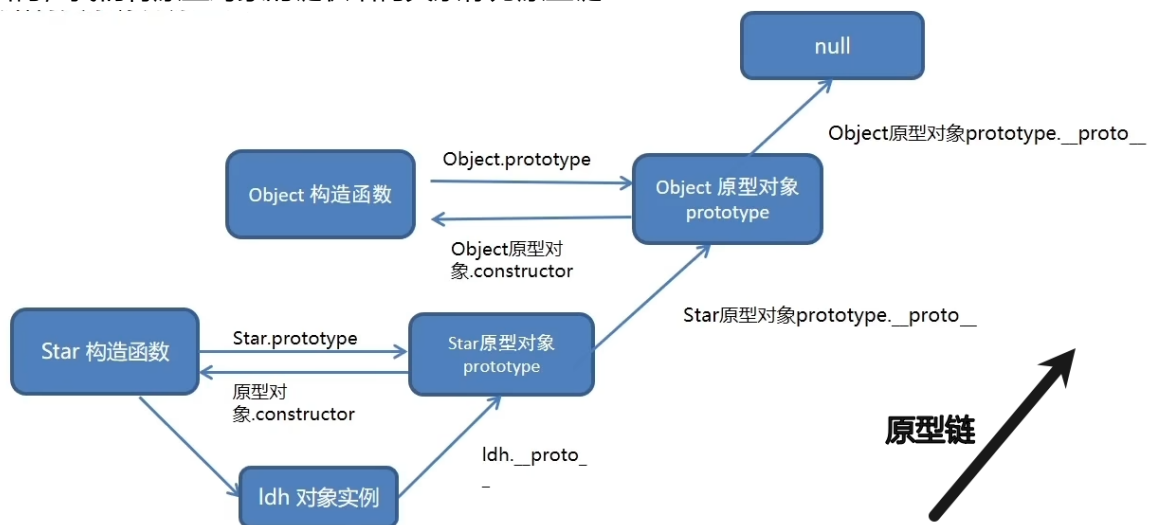 null
Object原型对象prototype.__proto__
Object.prototype
Object 构造函数
Object 原型对象
prototype
Object原型对
象.constructor
Star原型对象prototype.__proto__
Star 构造函数
Star.prototype
Star原型对象
prototype
原型对
象.constructor
原型链
ldh.__proto_
_
ldh 对象实例